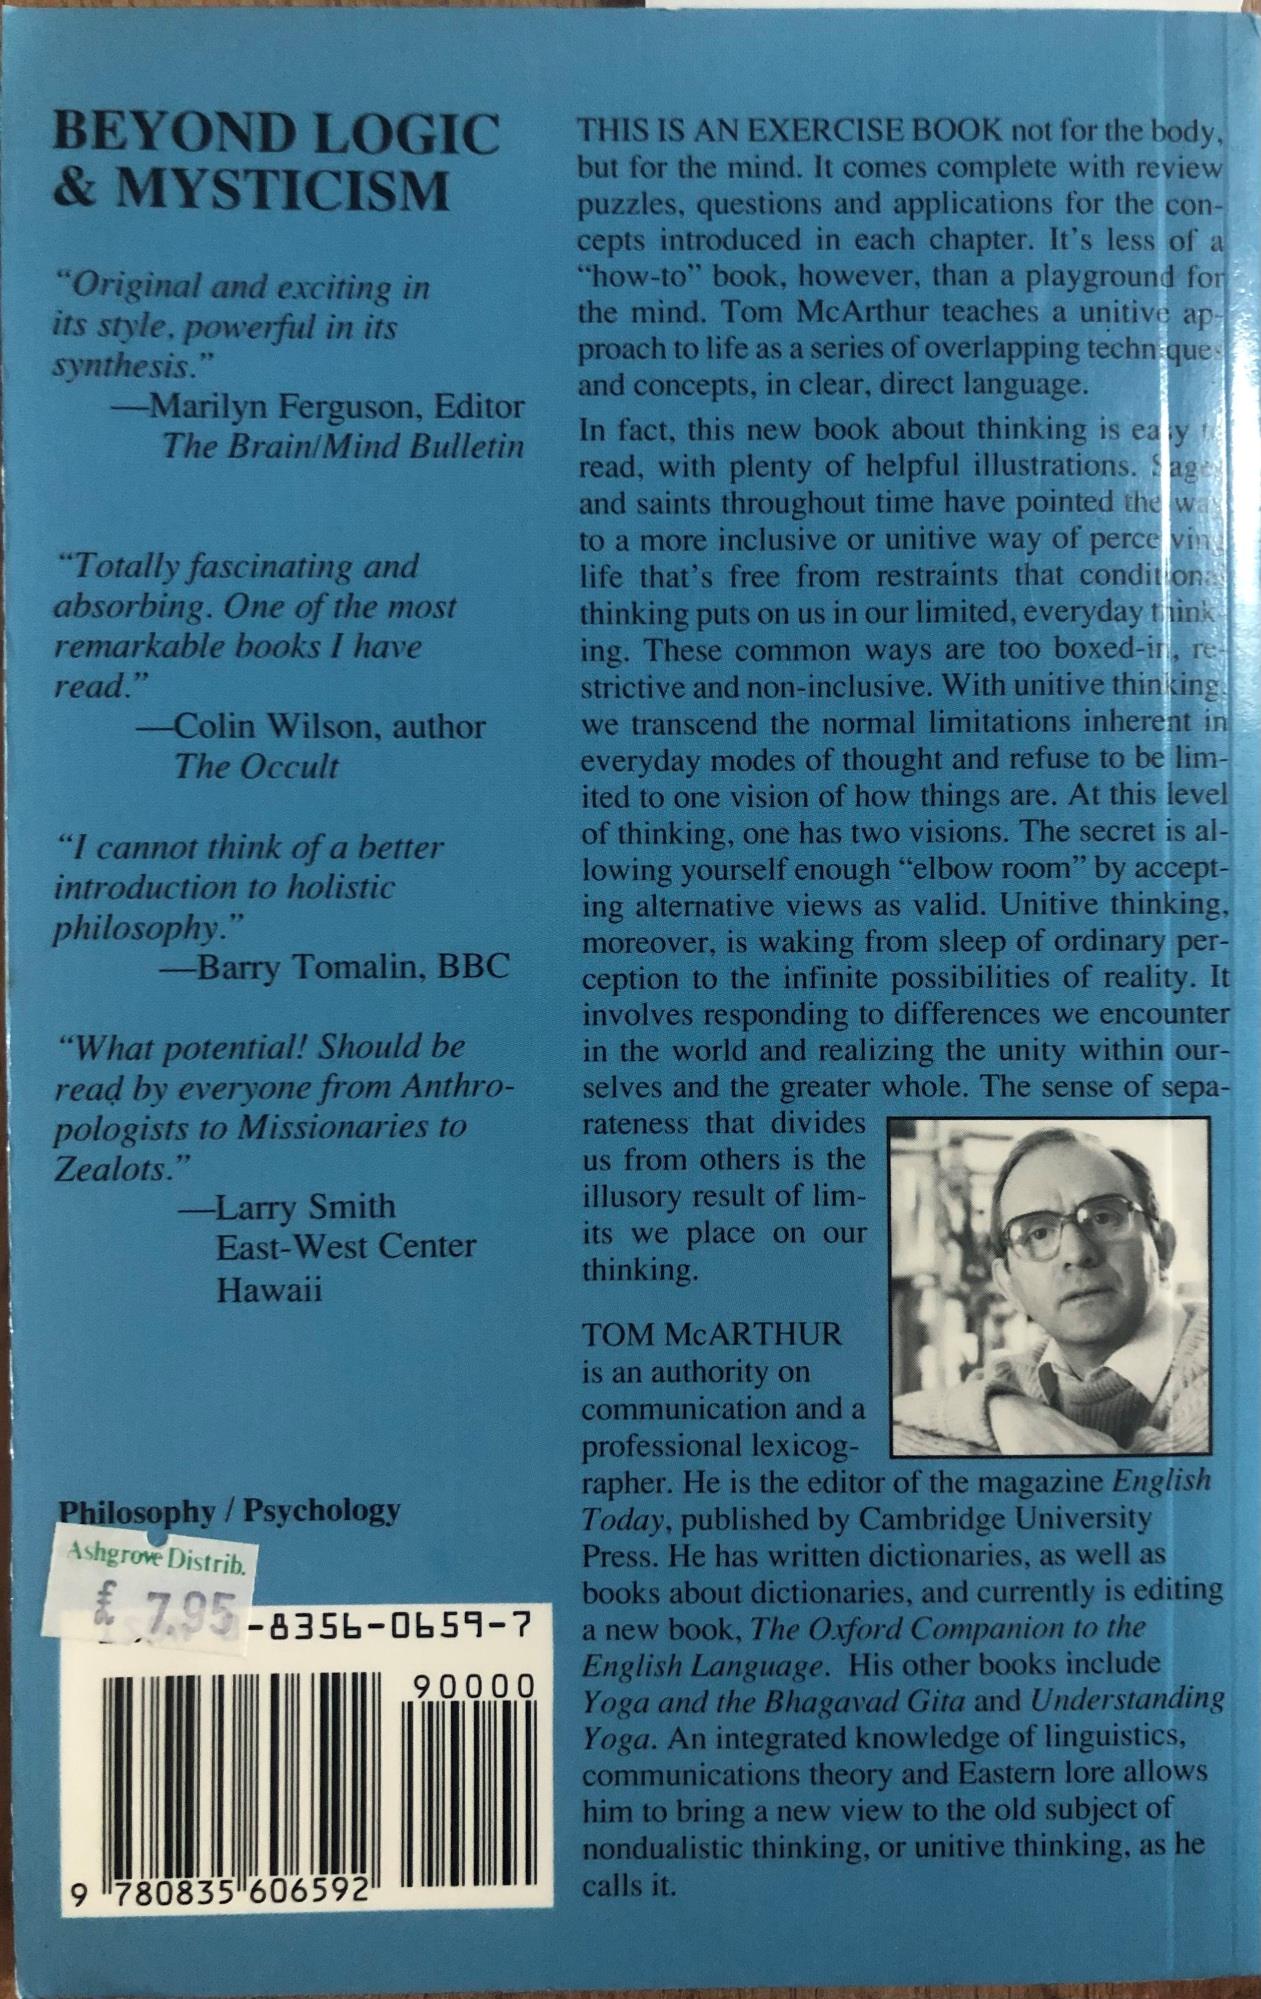 BEYOND LOGIC
& MYSTICISM
“Original and exciting in
its style, powerful in its
synthesis.”
—Marilyn Ferguson, Editor
The Brain/Mind Bulletin
“Totally fascinating and
absorbing. One of the most
remarkable books I have
read.”
—Colin Wilson, author
The Occult
“I cannot think of a better
introduction to holistic
philosophy.”
—Barry Tomalin, BBC
“What potential! Should be
read by everyone from Anthro-
pologists to Missionaries to
Zealots.”
—Larry Smith
East-West Center
Hawaii
Philosophy / Psychology
Ashgrove Distrib.
£ 7.95
-8356-0659-7
90000
9 780835 606592
THIS IS AN EXERCISE BOOK not for the body,
but for the mind. It comes complete with review
puzzles, questions and applications for the con-
cepts introduced in each chapter. It's less of a
“how-to” book, however, than a playground for
the mind. Tom McArthur teaches a unitive ap-
proach to life as a series of overlapping techniques
and concepts, in clear, direct language.
In fact, this new book about thinking is easy to
read, with plenty of helpful illustrations. Sages
and saints throughout time have pointed the way
to a more inclusive or unitive way of perceiving
life that's free from restraints that conditional
thinking puts on us in our limited, everyday think-
ing. These common ways are too boxed-in, re-
strictive and non-inclusive. With unitive thinking,
we transcend the normal limitations inherent in
everyday modes of thought and refuse to be lim-
ited to one vision of how things are. At this level
of thinking, one has two visions. The secret is al-
lowing yourself enough “elbow room” by accept-
ing alternative views as valid. Unitive thinking,
moreover, is waking from sleep of ordinary per-
ception to the infinite possibilities of reality. It
involves responding to differences we encounter
in the world and realizing the unity within our-
selves and the greater whole. The sense of sepa-
rateness that divides
us from others is the
illusory result of lim-
its we place on our
thinking.
TOM McARTHUR
is an authority on
communication and a
professional lexicog-
rapher. He is the editor of the magazine English
Today, published by Cambridge University
Press. He has written dictionaries, as well as
books about dictionaries, and currently is editing
a new book, The Oxford Companion to the
English Language. His other books include
Yoga and the Bhagavad Gita and Understanding
Yoga. An integrated knowledge of linguistics,
communications theory and Eastern lore allows
him to bring a new view to the old subject of
nondualistic thinking, or unitive thinking, as he
calls it.